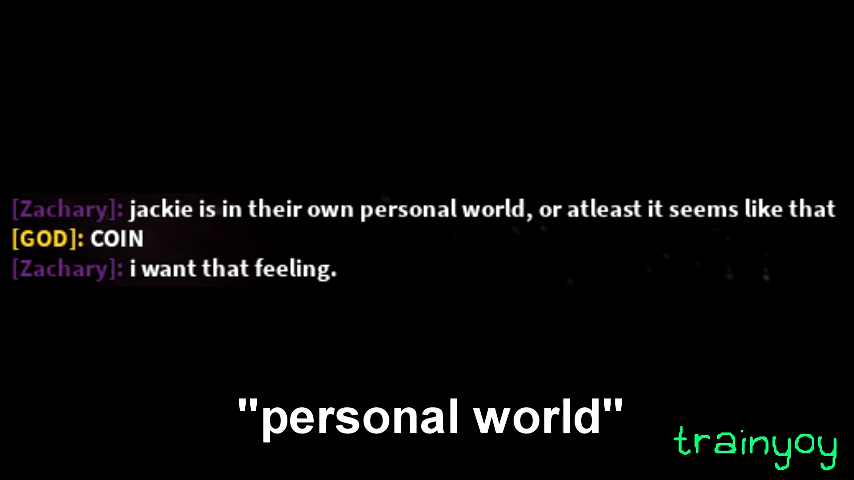 [Zachary]: jackie is in their own personal world, or atleast it seems like that
[GOD]: COIN
[Zachary]: i want that feeling.
"personal world"
trainyoy